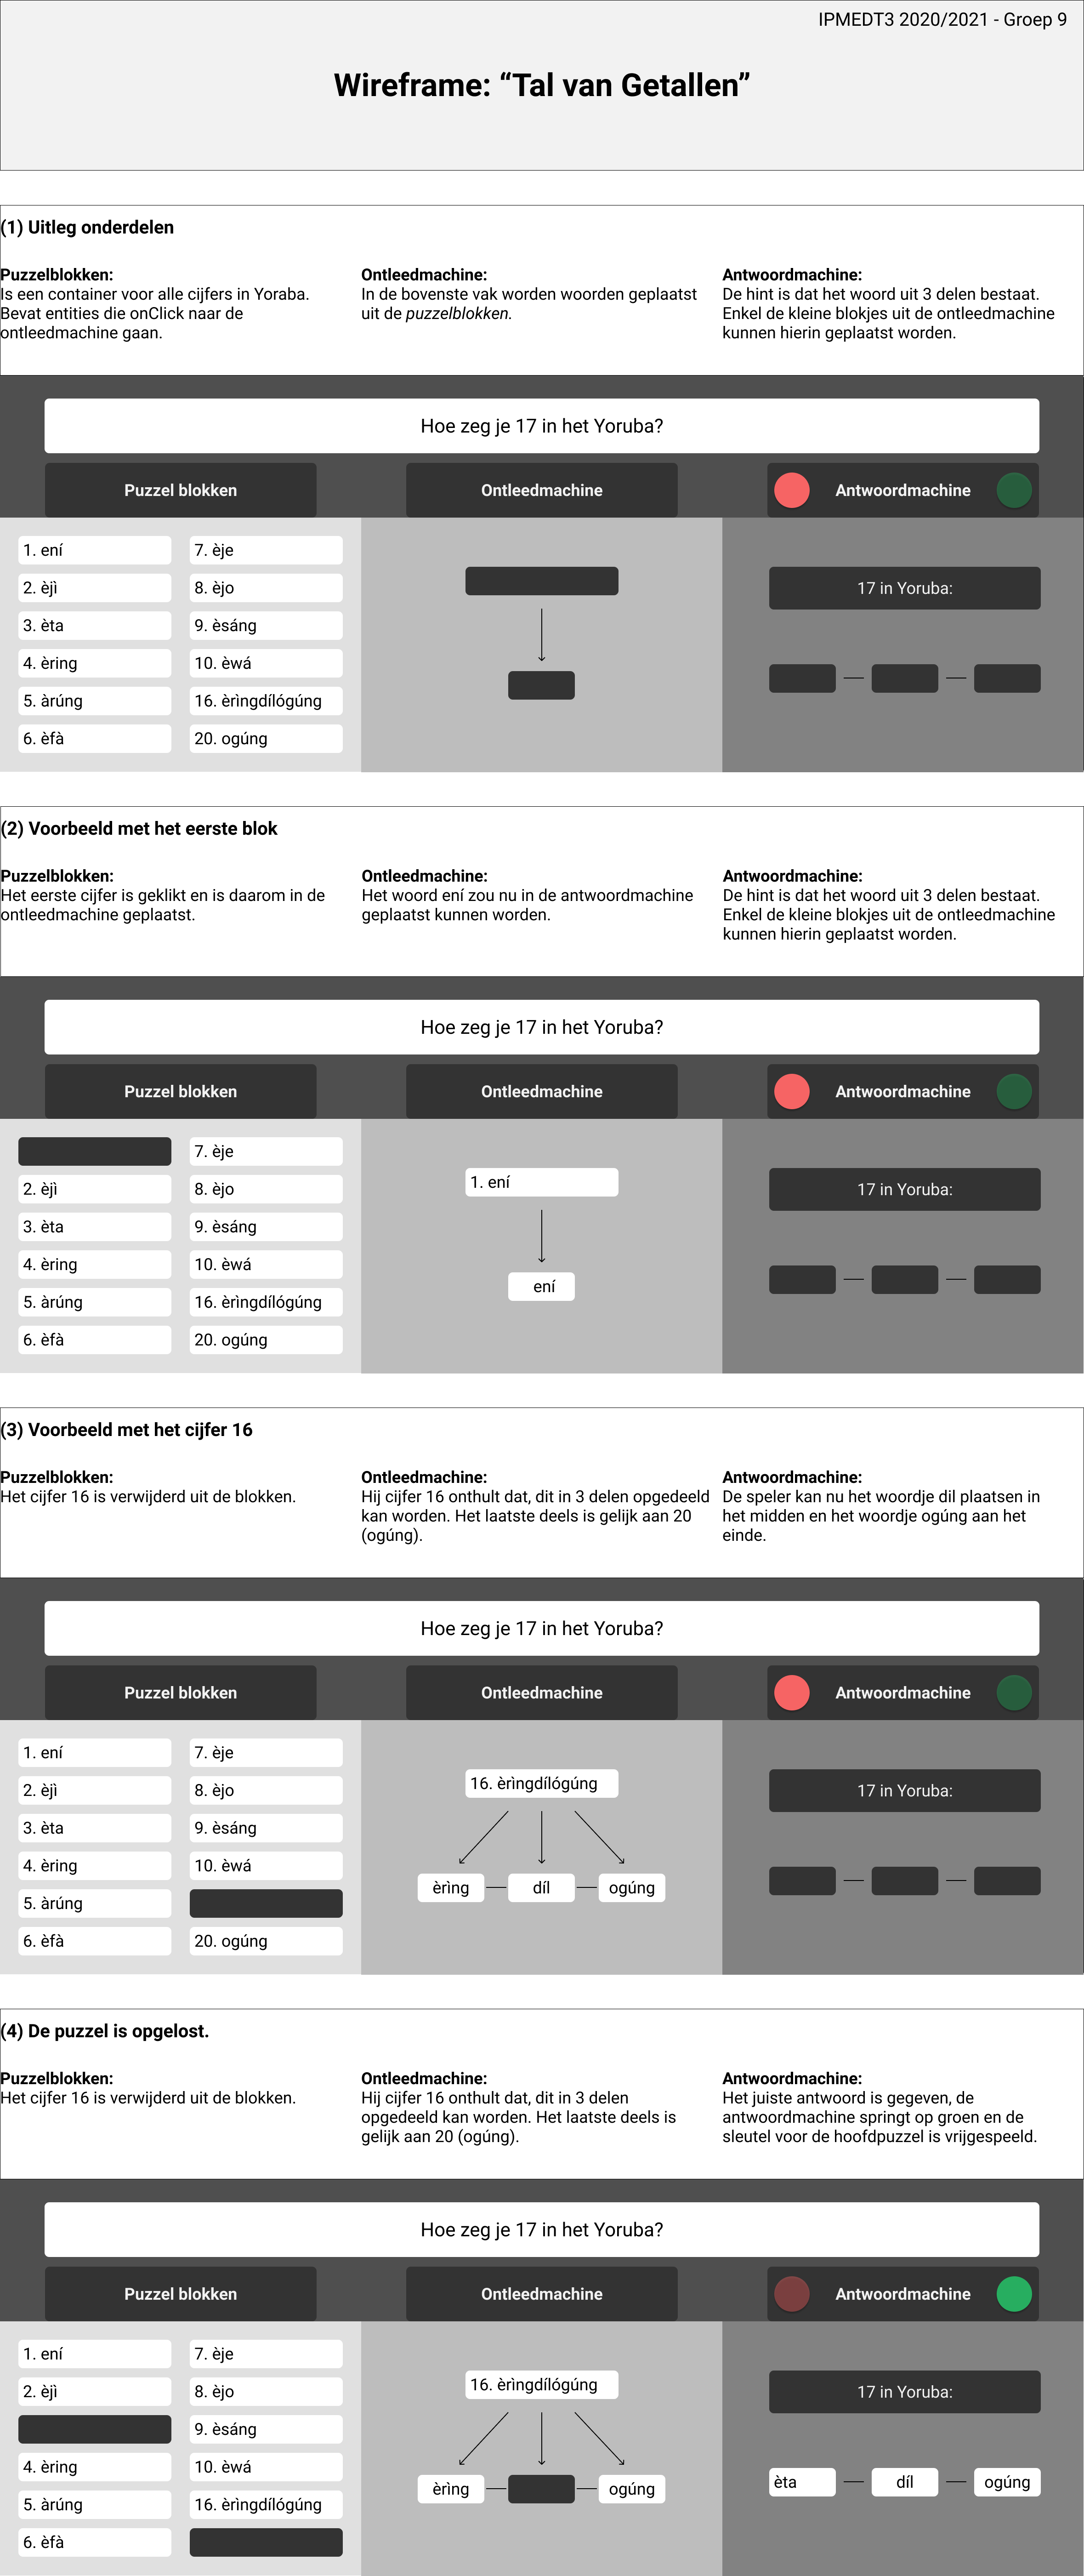 IPMEDT3 2020/2021 - Groep 9
Wireframe: “Tal van Getallen”
(1) Uitleg onderdelen
Puzzelblokken:
Is een container voor alle cijfers in Yoraba.
Bevat entities die onClick naar de
ontleedmachine gaan.
Ontleedmachine:
In de bovenste vak worden woorden geplaatst
uit de puzzelblokken.
Antwoordmachine:
De hint is dat het woord uit 3 delen bestaat.
Enkel de kleine blokjes uit de ontleedmachine
kunnen hierin geplaatst worden.
Hoe zeg je 17 in het Yoruba?
Puzzel blokken
Ontleedmachine
Antwoordmachine
1. ení
2. èjì
3. èta
4. èring
5. àrúng
6. èfà
7. èje
8. èjo
9. èsáng
10. èwá
16. èrìngdílógúng
20. ogúng
17 in Yoruba:
(2) Voorbeeld met het eerste blok
Puzzelblokken:
Het eerste cijfer is geklikt en is daarom in de
ontleedmachine geplaatst.
Ontleedmachine:
Het woord ení zou nu in de antwoordmachine
geplaatst kunnen worden.
Antwoordmachine:
De hint is dat het woord uit 3 delen bestaat.
Enkel de kleine blokjes uit de ontleedmachine
kunnen hierin geplaatst worden.
Hoe zeg je 17 in het Yoruba?
Puzzel blokken
Ontleedmachine
Antwoordmachine
2. èjì
3. èta
4. èring
5. àrúng
6. èfà
7. èje
8. èjo
9. èsáng
10. èwá
16. èrìngdílógúng
20. ogúng
1. ení
ení
17 in Yoruba:
(3) Voorbeeld met het cijfer 16
Puzzelblokken:
Het cijfer 16 is verwijderd uit de blokken.
Ontleedmachine:
Hij cijfer 16 onthult dat, dit in 3 delen opgedeeld
kan worden. Het laatste deels is gelijk aan 20
(ogúng).
Antwoordmachine:
De speler kan nu het woordje dil plaatsen in
het midden en het woordje ogúng aan het
einde.
Hoe zeg je 17 in het Yoruba?
Puzzel blokken
Ontleedmachine
Antwoordmachine
1. ení
2. èjì
3. èta
4. èring
5. àrúng
6. èfà
7. èje
8. èjo
9. èsáng
10. èwá
20. ogúng
16. èrìngdílógúng
èrìng díl ogúng
17 in Yoruba:
(4) De puzzel is opgelost.
Puzzelblokken:
Het cijfer 16 is verwijderd uit de blokken.
Ontleedmachine:
Hij cijfer 16 onthult dat, dit in 3 delen
opgedeeld kan worden. Het laatste deels is
gelijk aan 20 (ogúng).
Antwoordmachine:
Het juiste antwoord is gegeven, de
antwoordmachine springt op groen en de
sleutel voor de hoofdpuzzel is vrijgespeeld.
Hoe zeg je 17 in het Yoruba?
Puzzel blokken
Ontleedmachine
Antwoordmachine
1. ení
2. èjì
4. èring
5. àrúng
6. èfà
7. èje
8. èjo
9. èsáng
10. èwá
16. èrìngdílógúng
16. èrìngdílógúng
èrìng ogúng
17 in Yoruba:
èta díl ogúng